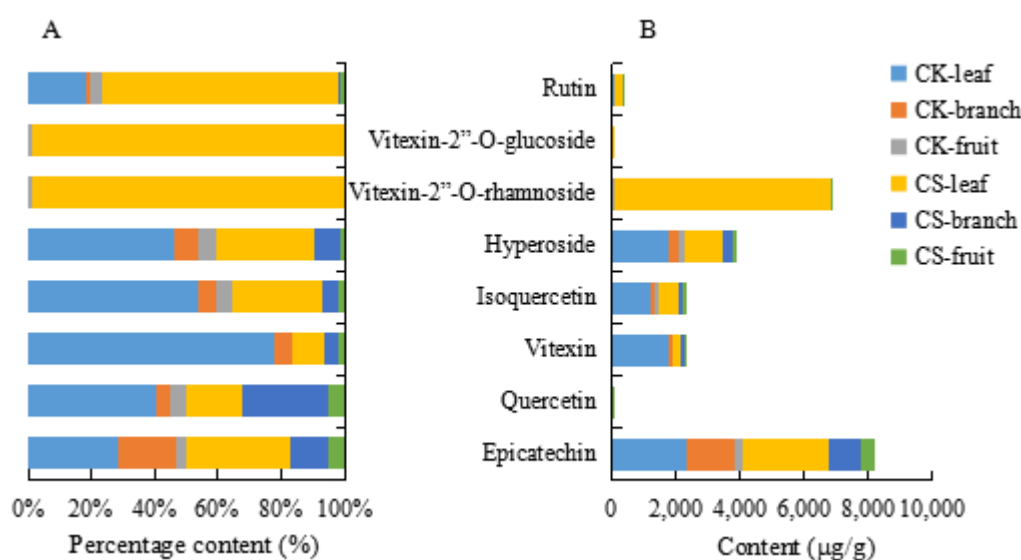 A
B
Rutin
Vitexin-2”-O-glucoside
Vitexin-2”-O-rhamnoside
Hyperoside
Isoquercetin
Vitexin
Quercetin
Epicatechin
CK-leaf
CK-branch
CK-fruit
CS-leaf
CS-branch
CS-fruit
0% 20% 40% 60% 80% 100%
0 2,000 4,000 6,000 8,000 10,000
Percentage content (%)
Content (μg/g)